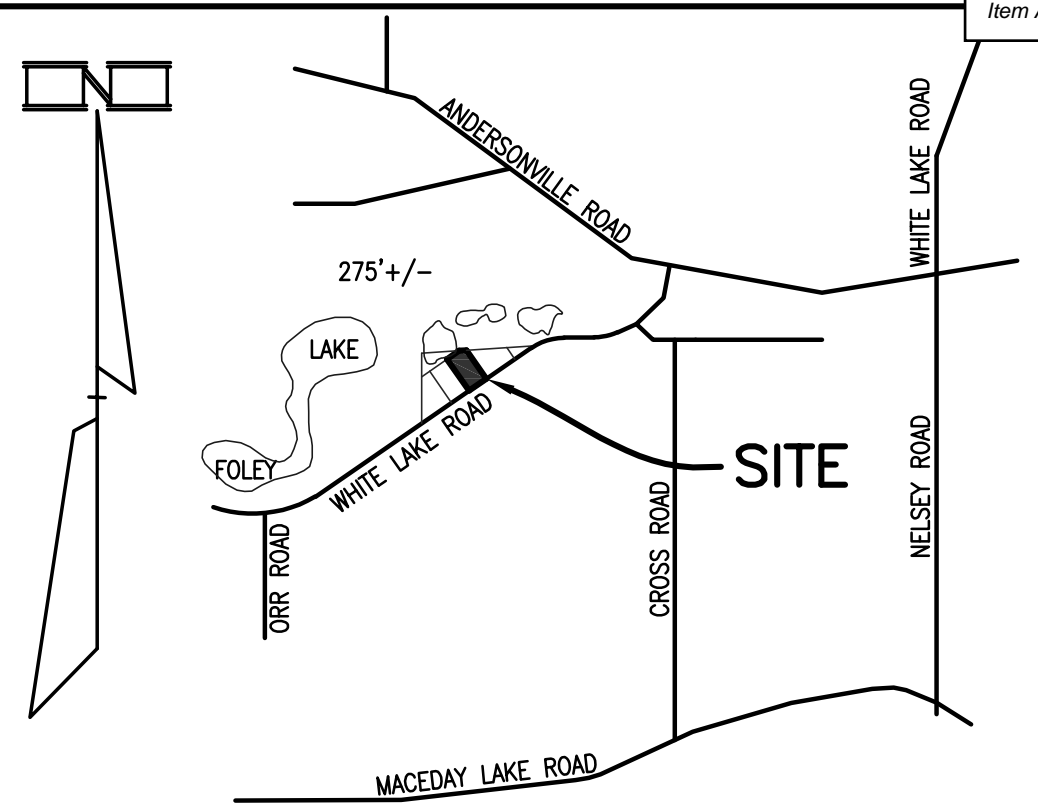 Item A
N
ANDERSONVILLE ROAD
WHITE LAKE ROAD
275'+/-
LAKE
FOLEY
WHITE LAKE ROAD
SITE
ORR ROAD
CROSS ROAD
NELSEY ROAD
MACEDAY LAKE ROAD